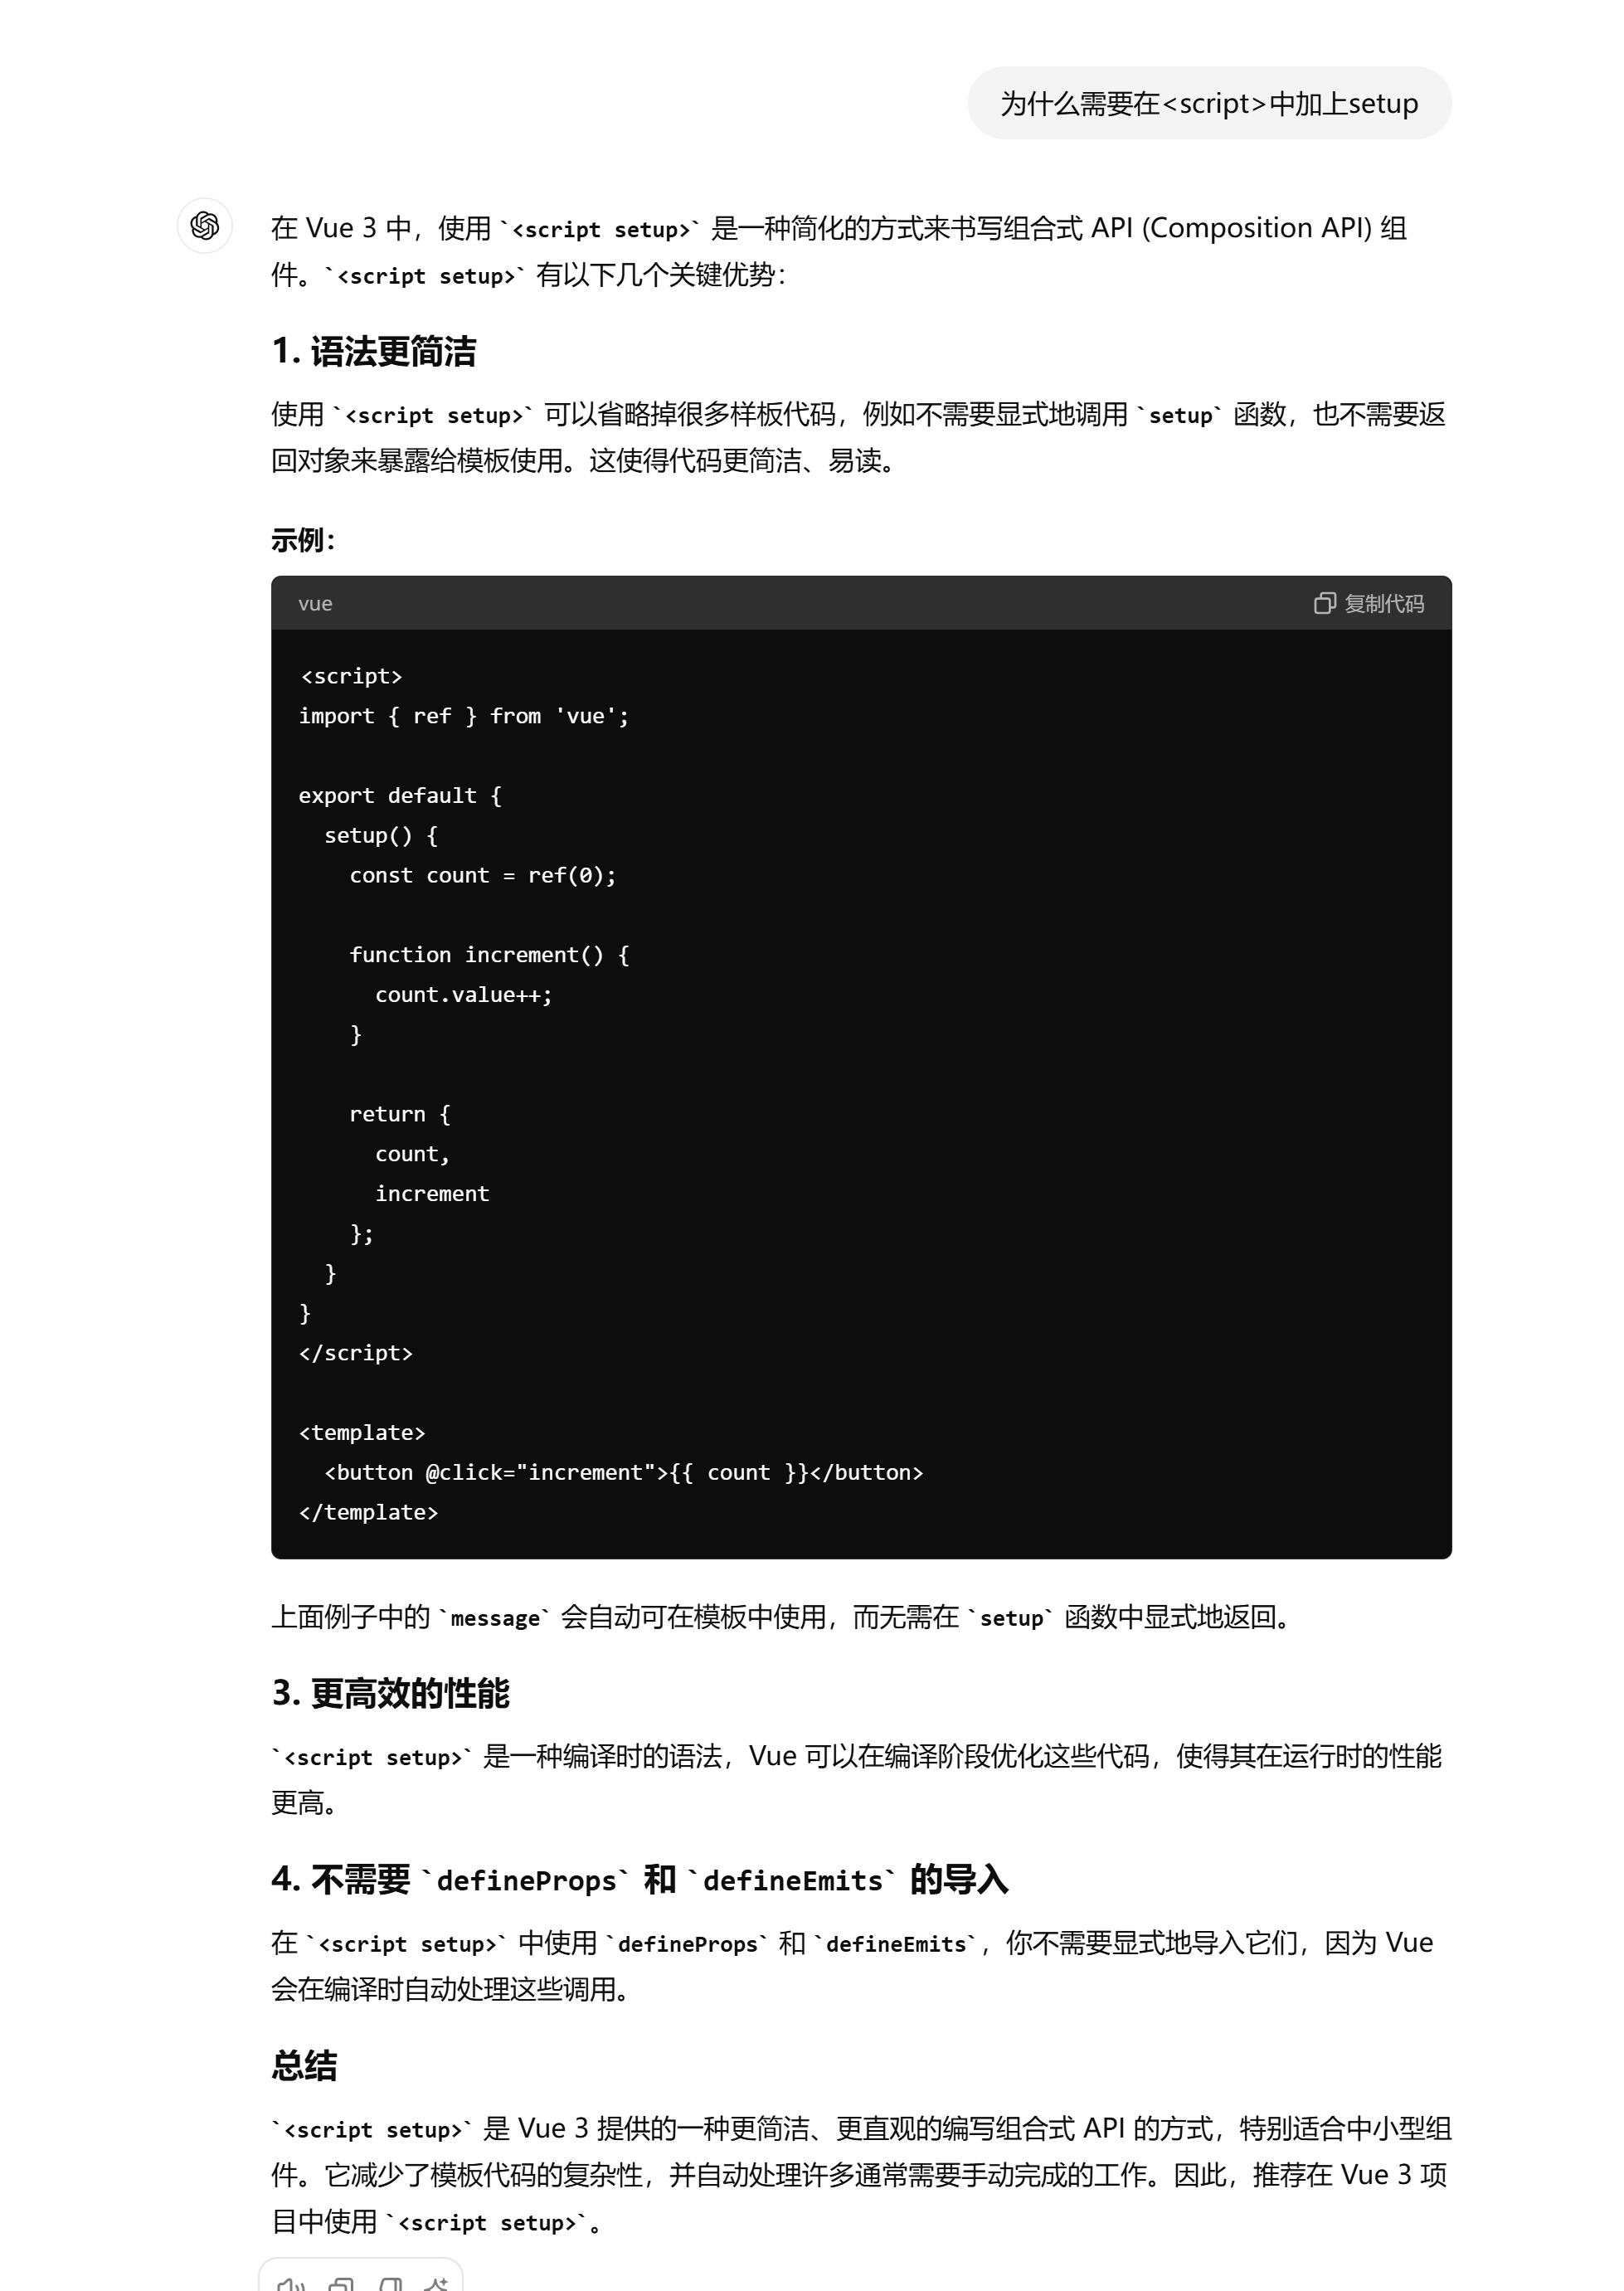 为什么需要在<script>中加上setup
在 Vue 3 中，使用 `<script setup>` 是一种简化的方式来书写组合式 API (Composition API) 组
件。`<script setup>` 有以下几个关键优势：
1. 语法更简洁
使用 `<script setup>` 可以省略掉很多样板代码，例如不需要显式地调用 `setup` 函数，也不需要返
回对象来暴露给模板使用。这使得代码更简洁、易读。
示例：
vue
复制代码
<script>
import { ref } from 'vue';
export default {
  setup() {
    const count = ref(0);
    function increment() {
      count.value++;
    }
    return {
      count,
      increment
    };
  }
}
</script>
<template>
  <button @click="increment">{{ count }}</button>
</template>
上面例子中的 `message` 会自动可在模板中使用，而无需在 `setup` 函数中显式地返回。
3. 更高效的性能
`<script setup>` 是一种编译时的语法，Vue 可以在编译阶段优化这些代码，使得其在运行时的性能
更高。
4. 不需要 `defineProps` 和 `defineEmits` 的导入
在 `<script setup>` 中使用 `defineProps` 和 `defineEmits`，你不需要显式地导入它们，因为 Vue
会在编译时自动处理这些调用。
总结
`<script setup>` 是 Vue 3 提供的一种更简洁、更直观的编写组合式 API 的方式，特别适合中小型组
件。它减少了模板代码的复杂性，并自动处理许多通常需要手动完成的工作。因此，推荐在 Vue 3 项
目中使用 `<script setup>`。